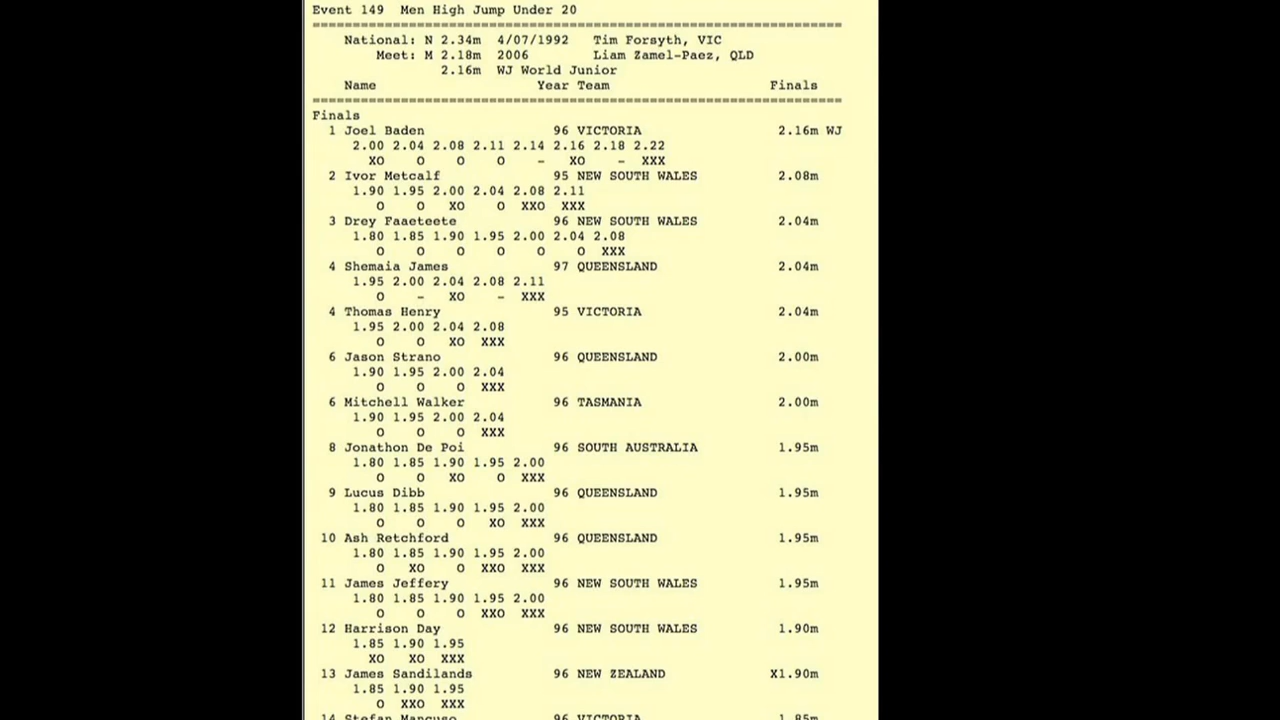 Event 149  Men High Jump Under 20
==================================================================
    National: N 2.34m  4/07/1992   Tim Forsyth, VIC
        Meet: M 2.18m  2006        Liam Zamel-Paez, QLD
                2.16m  WJ World Junior
    Name                    Year Team                    Finals
==================================================================
Finals
  1 Joel Baden                96 VICTORIA                 2.16m WJ
     2.00 2.04 2.08 2.11 2.14 2.16 2.18 2.22
       XO    O    O    O    -   XO    -  XXX
  2 Ivor Metcalf              95 NEW SOUTH WALES          2.08m
     1.90 1.95 2.00 2.04 2.08 2.11
        O    O   XO    O  XXO  XXX
  3 Drey Faaeteete            96 NEW SOUTH WALES          2.04m
     1.80 1.85 1.90 1.95 2.00 2.04 2.08
        O    O    O    O    O    O  XXX
  4 Shemaia James             97 QUEENSLAND               2.04m
     1.95 2.00 2.04 2.08 2.11
        O    -   XO    -  XXX
  4 Thomas Henry              95 VICTORIA                 2.04m
     1.95 2.00 2.04 2.08
        O    O   XO  XXX
  6 Jason Strano              96 QUEENSLAND               2.00m
     1.90 1.95 2.00 2.04
        O    O    O  XXX
  6 Mitchell Walker           96 TASMANIA                 2.00m
     1.90 1.95 2.00 2.04
        O    O    O  XXX
  8 Jonathon De Poi           96 SOUTH AUSTRALIA          1.95m
     1.80 1.85 1.90 1.95 2.00
        O    O   XO    O  XXX
  9 Lucus Dibb                96 QUEENSLAND               1.95m
     1.80 1.85 1.90 1.95 2.00
        O    O    O   XO  XXX
 10 Ash Retchford             96 QUEENSLAND               1.95m
     1.80 1.85 1.90 1.95 2.00
        O   XO    O  XXO  XXX
 11 James Jeffery             96 NEW SOUTH WALES          1.95m
     1.80 1.85 1.90 1.95 2.00
        O    O    O  XXO  XXX
 12 Harrison Day              96 NEW SOUTH WALES          1.90m
     1.85 1.90 1.95
       XO   XO  XXX
 13 James Sandilands          96 NEW ZEALAND             X1.90m
     1.85 1.90 1.95
        O  XXO  XXX
 14 Stefan Mancuso            96 VICTORIA                 1.85m